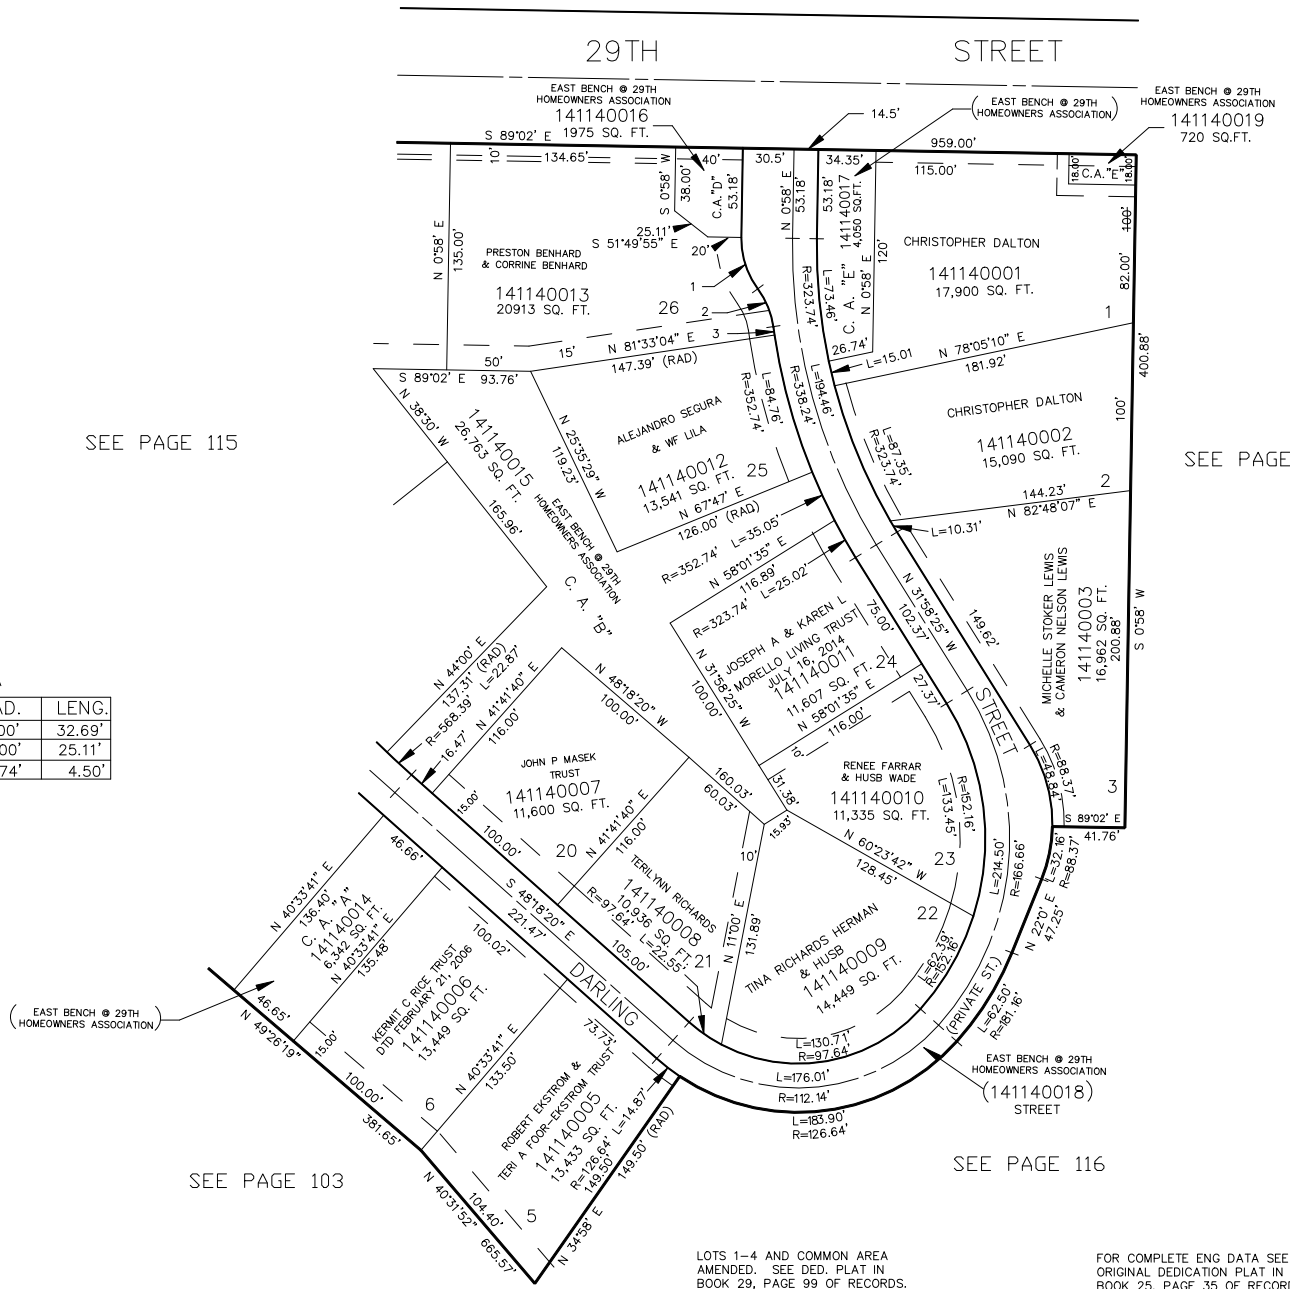 29TH STREET
EAST BENCH @ 29TH
HOMEOWNERS ASSOCIATION
141140016
1975 SQ. FT.
(EAST BENCH @ 29TH
HOMEOWNERS ASSOCIATION)
EAST BENCH @ 29TH
HOMEOWNERS ASSOCIATION
141140019
720 SQ.FT.
14.5'
S 89°02' E
959.00'
10'
134.65'
40'
30.5'
34.35'
115.00'
18.00'
C.A."E"
18.00'
S 0°58' W
38.00'
C.A."D"
53.18'
N 0°58' E
53.18'
53.18'
141140017
4,050 SQ.FT.
C. A. "E"
120'
N 0°58' E
100'
82.00'
25.11'
S 51°49'55" E
20'
N 0°58' E
135.00'
PRESTON BENHARD
& CORRINE BENHARD
141140013
20913 SQ. FT.
26
1
2
3
CHRISTOPHER DALTON
141140001
17,900 SQ. FT.
1
R=323.74'
L=73.46'
26.74'
L=15.01
N 78°05'10" E
181.92'
400.88'
15'
N 81°33'04" E
147.39' (RAD)
50'
S 89°02' E 93.76'
L=84.76'
R=352.74'
L=194.46'
R=338.24'
N 38°30' W
165.96'
141140015
26,763 SQ. FT.
EAST BENCH @ 29TH
HOMEOWNERS ASSOCIATION
C. A. "B"
N 25°35'29" W
119.23'
ALEJANDRO SEGURA
& WF LILA
141140012
13,541 SQ. FT.
25
N 67°47' E
126.00' (RAD)
CHRISTOPHER DALTON
141140002
15,090 SQ. FT.
100'
2
L=87.35'
R=323.74'
144.23'
N 82°48'07" E
L=10.31'
SEE PAGE 115
SEE PAGE
R=352.74' L=35.05'
N 58°01'35" E
116.89'
R=323.74' L=25.02'
JOSEPH A & KAREN L
MORELLO LIVING TRUST
JULY 16, 2014
141140011
11,607 SQ. FT.
24
75.00'
N 31°58'25" W
100.00'
N 58°01'35" E
116.00'
10'
27.37'
N 31°58'25" W
102.37'
149.62'
STREET
MICHELLE STOKER LEWIS
& CAMERON NELSON LEWIS
141140003
16,962 SQ. FT.
200.88'
S 0°58' W
3
R=88.37'
L=48.84'
S 89°02' E
41.76'
N 44°00' E
137.31' (RAD)
R=568.39' L=22.87'
16.47'
N 41°41'40" E
116.00'
N 48°18'20" W
100.00'
160.03'
60.03'
15.93'
31.38'
AD.
LENG.
00'
32.69'
00'
25.11'
74'
4.50'
JOHN P MASEK
TRUST
141140007
11,600 SQ. FT.
15.00'
100.00'
20
N 41°41'40" E
116.00'
RENEE FARRAR
& HUSB WADE
141140010
11,335 SQ. FT.
R=152.16'
L=133.45'
N 60°23'42" W
128.45'
23
22
L=214.50'
R=166.66'
L=32.16'
R=88.37'
N 22°0' E
47.25'
TERILYNN RICHARDS
141140008
10,936 SQ. FT.
R=97.64' L=22.55'
105.00'
21
10'
N 11°00' E
131.89'
TINA RICHARDS HERMAN
& HUSB
141140009
14,449 SQ. FT.
L=62.39'
R=152.16'
L=130.71'
R=97.64'
(PRIVATE ST.)
L=62.50'
R=181.16'
46.66'
N 40°33'41" E
136.40'
C. A. "A"
141140014
6,342 SQ. FT.
N 40°33'41" E
135.48'
S 48°18'20" E
221.47'
DARLING
100.02'
KERMIT C RICE TRUST
DTD FEBRUARY 21, 2006
141140006
13,449 SQ. FT.
6
15.00'
N 40°33'41" E
133.50'
73.73'
ROBERT EKSTROM &
TERI A FOOR-EKSTROM TRUST
141140005
13,433 SQ. FT.
R=126.64' L=14.87'
149.50'
149.50' (RAD)
N 34°58' E
5
104.40'
(EAST BENCH @ 29TH
HOMEOWNERS ASSOCIATION)
46.65'
N 49°26'19"
100.00'
381.65'
N 40°31'52"
665.57'
L=176.01'
R=112.14'
L=183.90'
R=126.64'
EAST BENCH @ 29TH
HOMEOWNERS ASSOCIATION
(141140018)
STREET
SEE PAGE 103
SEE PAGE 116
LOTS 1-4 AND COMMON AREA
AMENDED. SEE DED. PLAT IN
BOOK 29, PAGE 99 OF RECORDS.
FOR COMPLETE ENG DATA SEE
ORIGINAL DEDICATION PLAT IN
BOOK 25, PAGE 35 OF RECORD